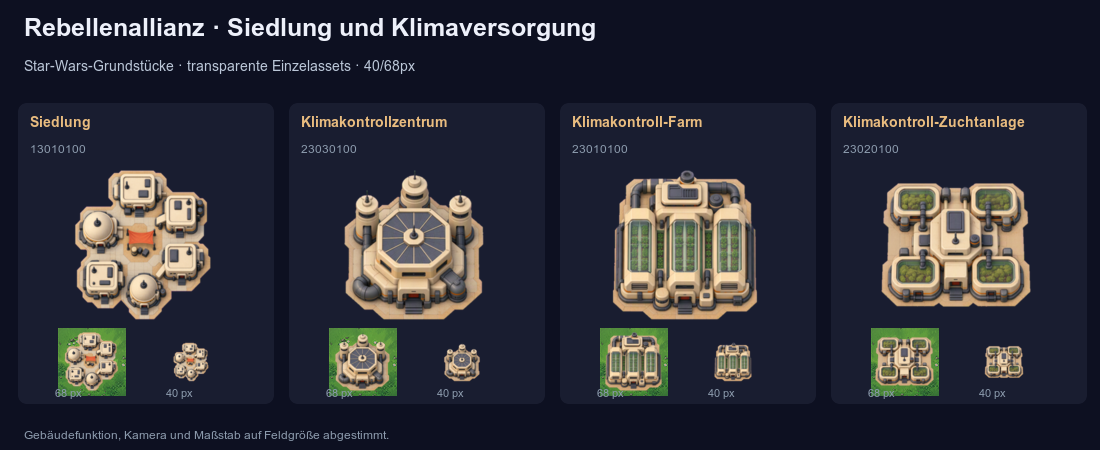 Rebellenallianz · Siedlung und Klimaversorgung
Star-Wars-Grundstücke · transparente Einzelassets · 40/68px
Siedlung
13010100
68 px
40 px
Klimakontrollzentrum
23030100
68 px
40 px
Klimakontroll-Farm
23010100
68 px
40 px
Klimakontroll-Zuchtanlage
23020100
68 px
40 px
Gebäudefunktion, Kamera und Maßstab auf Feldgröße abgestimmt.